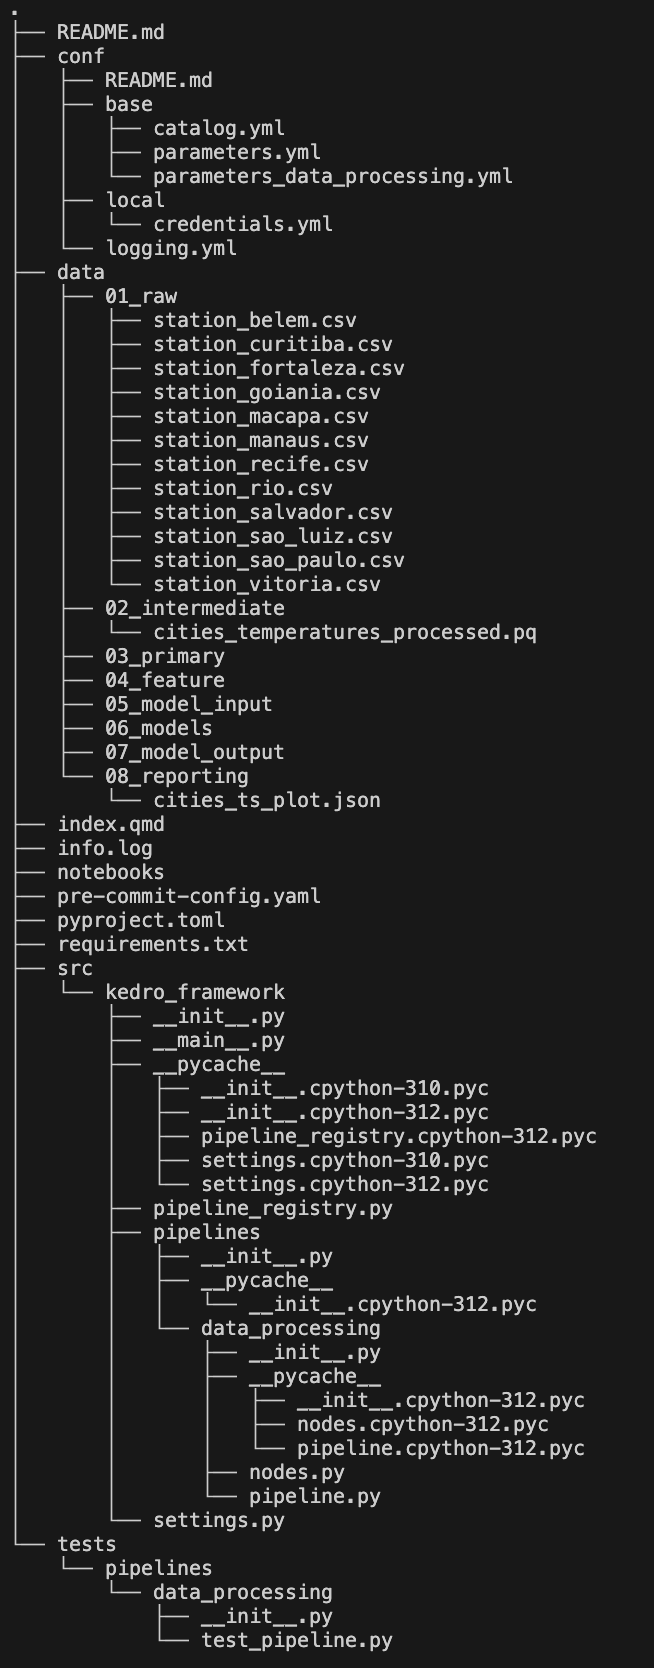 .
├── README.md
├── conf
│   ├── README.md
│   ├── base
│   │   ├── catalog.yml
│   │   ├── parameters.yml
│   │   └── parameters_data_processing.yml
│   ├── local
│   │   └── credentials.yml
│   └── logging.yml
├── data
│   ├── 01_raw
│   │   ├── station_belem.csv
│   │   ├── station_curitiba.csv
│   │   ├── station_fortaleza.csv
│   │   ├── station_goiania.csv
│   │   ├── station_macapa.csv
│   │   ├── station_manaus.csv
│   │   ├── station_recife.csv
│   │   ├── station_rio.csv
│   │   ├── station_salvador.csv
│   │   ├── station_sao_luiz.csv
│   │   ├── station_sao_paulo.csv
│   │   └── station_vitoria.csv
│   ├── 02_intermediate
│   │   └── cities_temperatures_processed.pq
│   ├── 03_primary
│   ├── 04_feature
│   ├── 05_model_input
│   ├── 06_models
│   ├── 07_model_output
│   └── 08_reporting
│       └── cities_ts_plot.json
├── index.qmd
├── info.log
├── notebooks
├── pre-commit-config.yaml
├── pyproject.toml
├── requirements.txt
├── src
│   └── kedro_framework
│       ├── __init__.py
│       ├── __main__.py
│       ├── __pycache__
│       │   ├── __init__.cpython-310.pyc
│       │   ├── __init__.cpython-312.pyc
│       │   ├── pipeline_registry.cpython-312.pyc
│       │   ├── settings.cpython-310.pyc
│       │   └── settings.cpython-312.pyc
│       ├── pipeline_registry.py
│       ├── pipelines
│       │   ├── __init__.py
│       │   ├── __pycache__
│       │   │   └── __init__.cpython-312.pyc
│       │   └── data_processing
│       │       ├── __init__.py
│       │       ├── __pycache__
│       │       │   ├── __init__.cpython-312.pyc
│       │       │   ├── nodes.cpython-312.pyc
│       │       │   └── pipeline.cpython-312.pyc
│       │       ├── nodes.py
│       │       └── pipeline.py
│       └── settings.py
└── tests
    └── pipelines
        └── data_processing
            ├── __init__.py
            └── test_pipeline.py